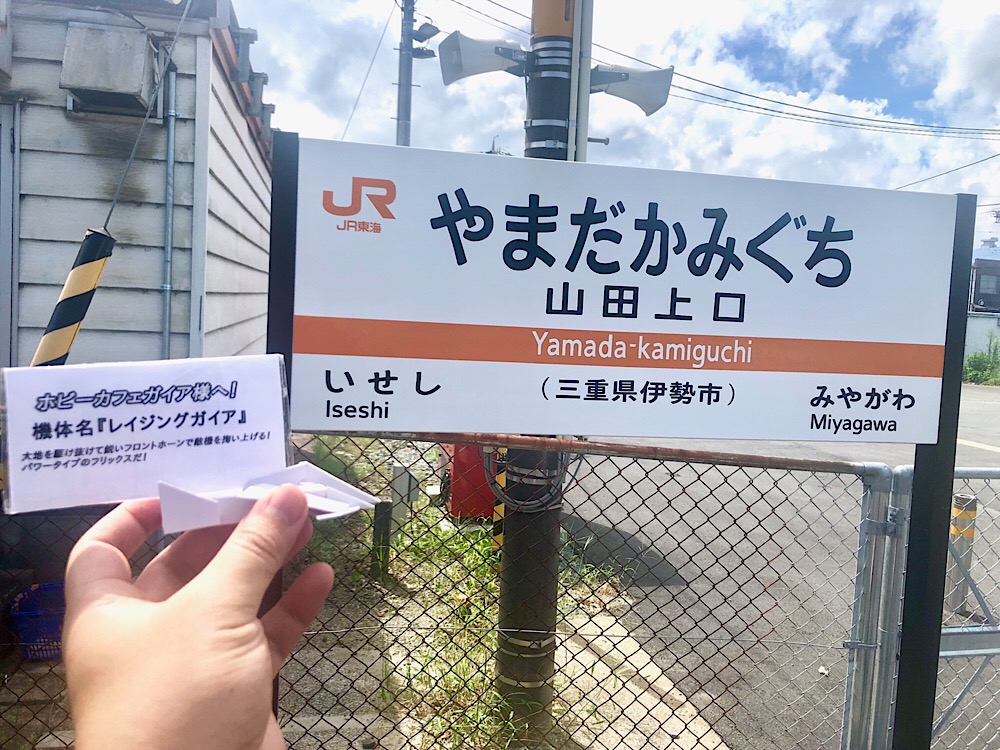 JR
JR東海
やまだかみぐち
山田上口
Yamada-kamiguchi
いせし
Iseshi
（三重県伊勢市）
みやがわ
Miyagawa
ホビーカフェガイア様へ!
機体名『レイジングガイア』
大地を駆け抜けて鋭いフロントホーンで敵機を掬い上げる!
パワータイプのフリックスだ!